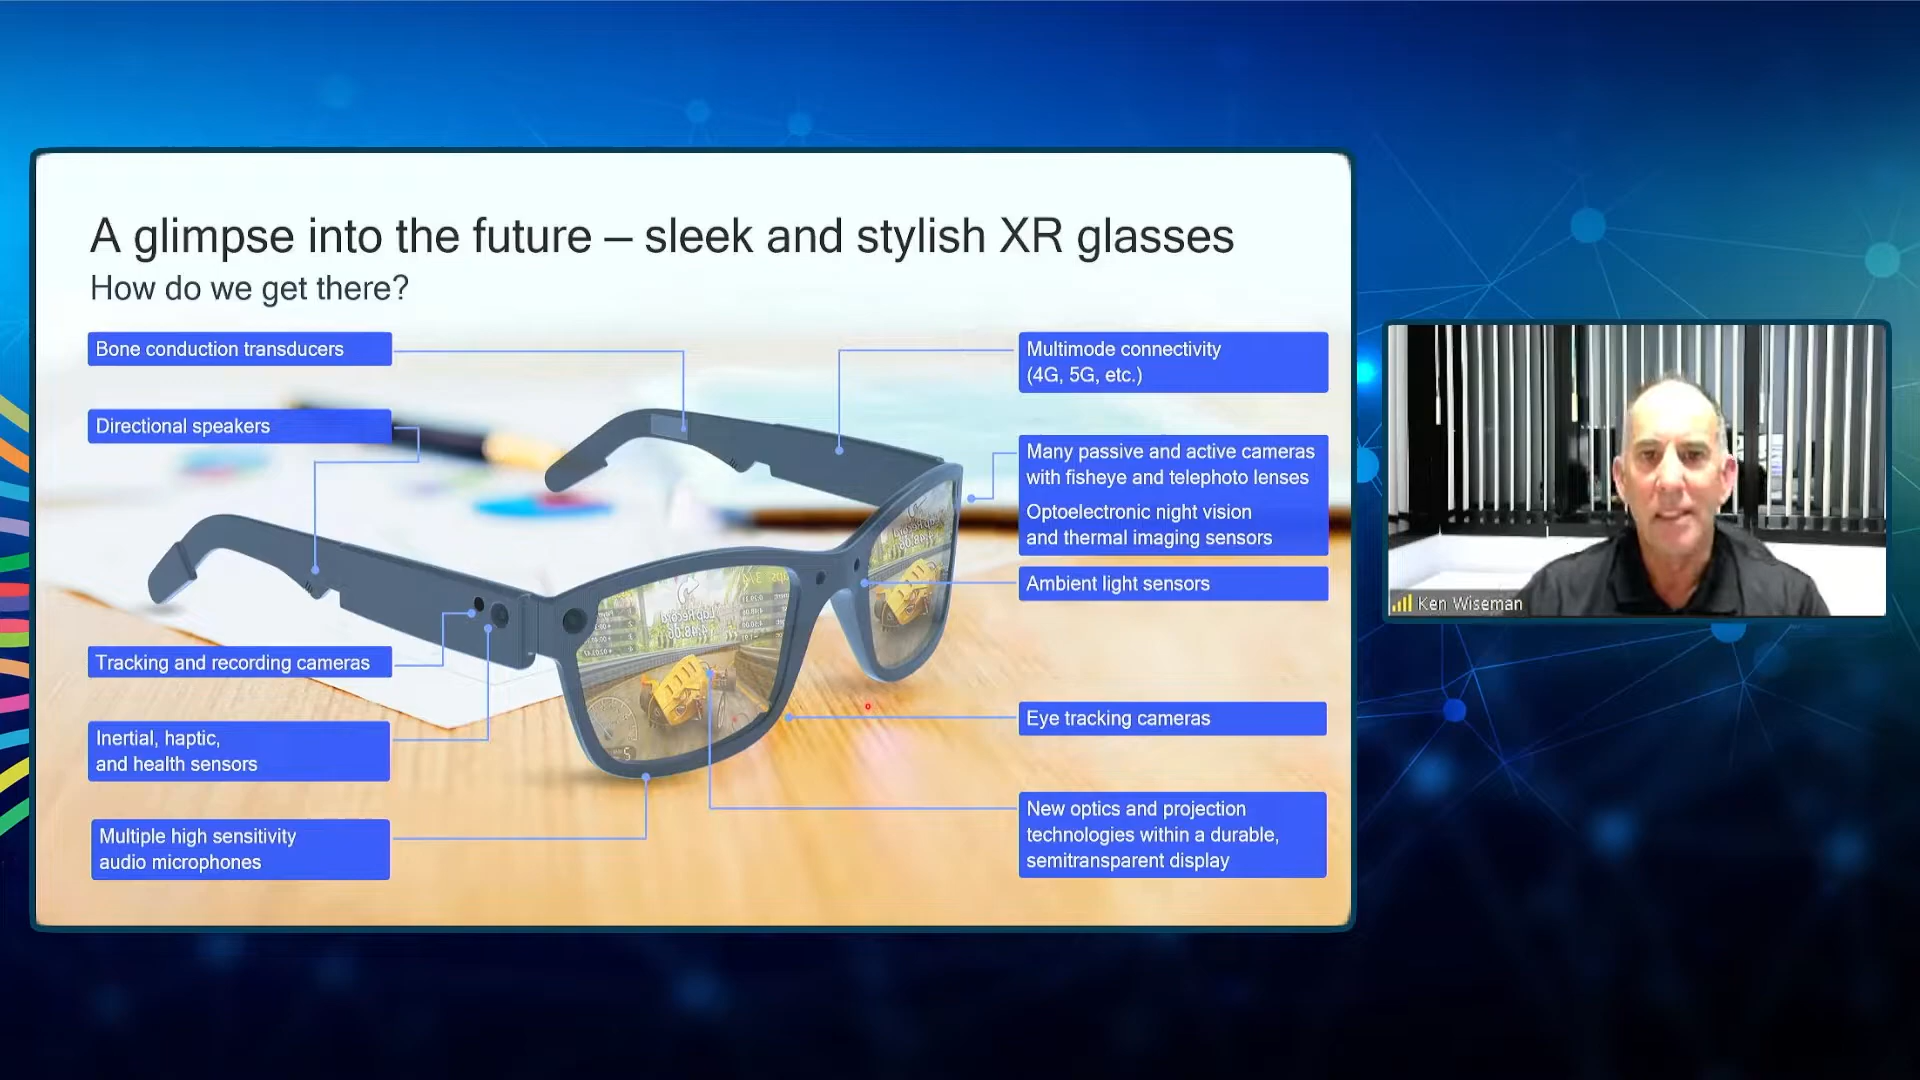 A glimpse into the future – sleek and stylish XR glasses
How do we get there?
Bone conduction transducers
Directional speakers
Tracking and recording cameras
Inertial, haptic,
and health sensors
Multiple high sensitivity
audio microphones
Multimode connectivity
(4G, 5G, etc.)
Many passive and active cameras
with fisheye and telephoto lenses
Optoelectronic night vision
and thermal imaging sensors
Ambient light sensors
Eye tracking cameras
New optics and projection
technologies within a durable,
semitransparent display
Ken Wiseman